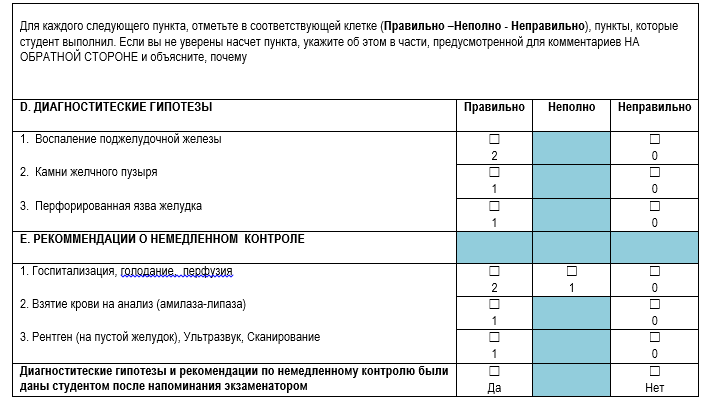 Для каждого следующего пункта, отметьте в соответствующей клетке (Правильно –Неполно - Неправильно), пункты, которые
студент выполнил. Если вы не уверены насчет пункта, укажите об этом в части, предусмотренной для комментариев НА
ОБРАТНОЙ СТОРОНЕ и объясните, почему
D. ДИАГНОСТИТЕСКИЕ ГИПОТЕЗЫ Правильно Неполно Неправильно
1. Воспаление поджелудочной железы ☐ ☐
2 0
2. Камни желчного пузыря ☐ ☐
1 0
3. Перфорированная язва желудка ☐ ☐
1 0
Е. РЕКОММЕНДАЦИИ О НЕМЕДЛЕННОМ КОНТРОЛЕ
1. Госпитализация, голодание, перфузия ☐ ☐ ☐
2 1 0
2. Взятие крови на анализ (амилаза-липаза) ☐ ☐
1 0
3. Рентген (на пустой желудок), Ультразвук, Сканирование ☐ ☐
1 0
Диагноститеские гипотезы и рекомендации по немедленному контролю были ☐ ☐
даны студентом после напоминания экзаменатором Да Нет